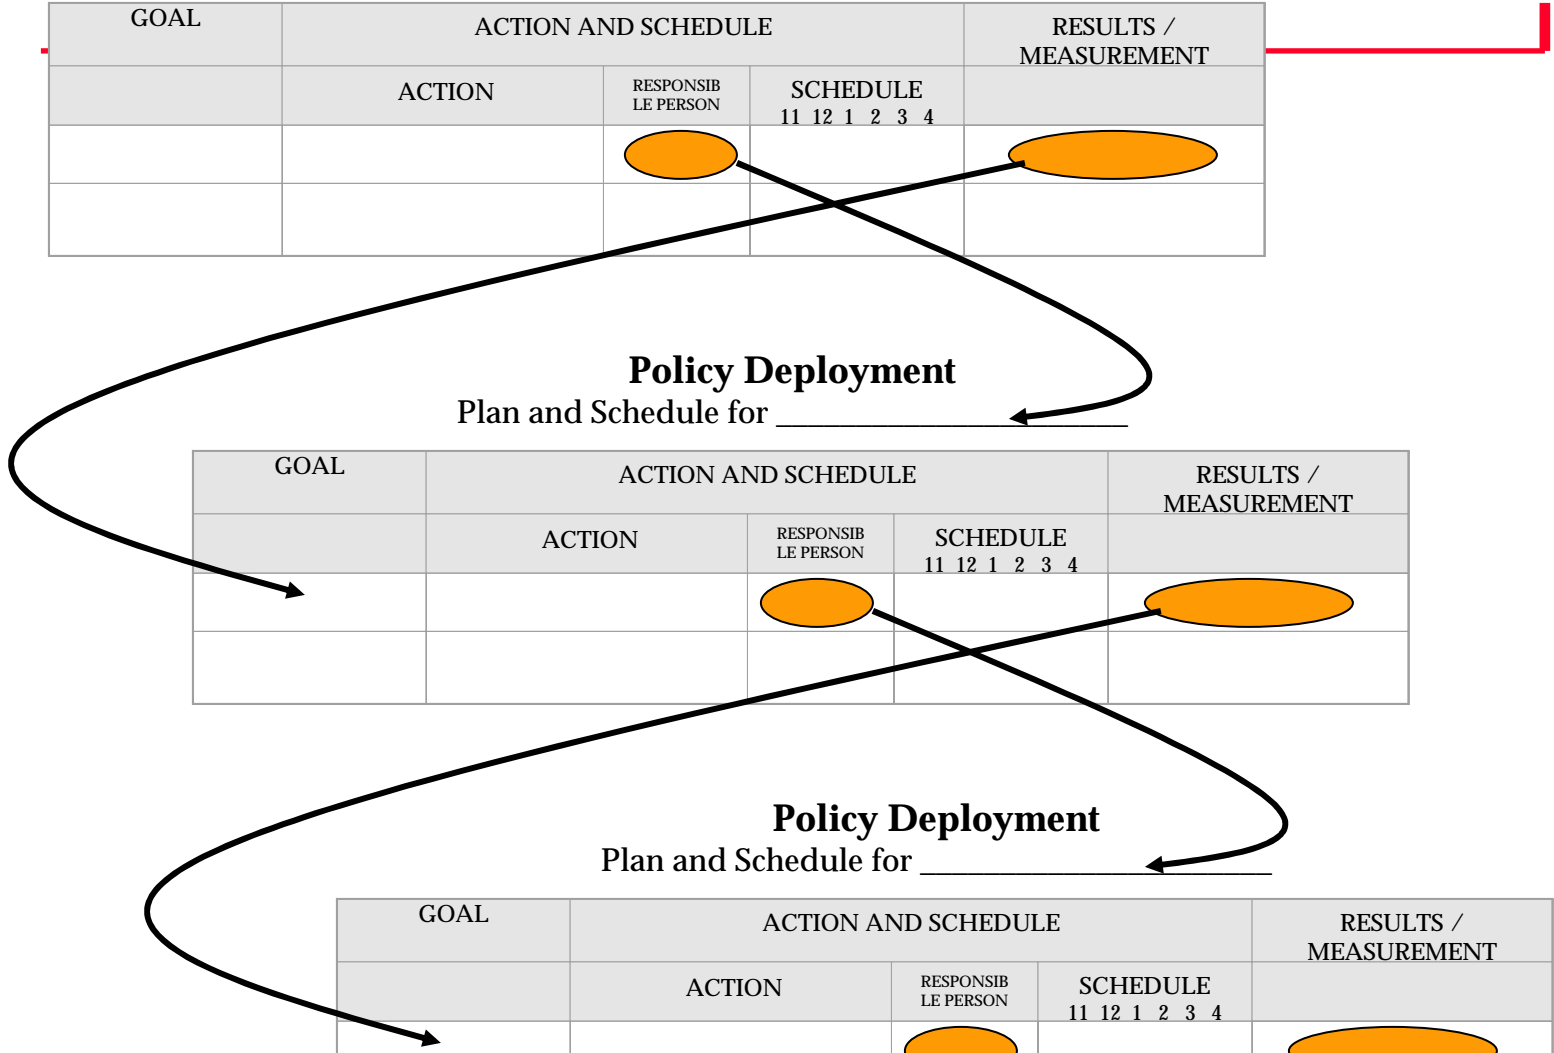 GOAL
ACTION AND SCHEDULE
RESULTS /
MEASUREMENT
ACTION
RESPONSIB
LE PERSON
SCHEDULE
11 12 1 2 3 4
Policy Deployment
Plan and Schedule for ______________________
GOAL
ACTION AND SCHEDULE
RESULTS /
MEASUREMENT
ACTION
RESPONSIB
LE PERSON
SCHEDULE
11 12 1 2 3 4
Policy Deployment
Plan and Schedule for ______________________
GOAL
ACTION AND SCHEDULE
RESULTS /
MEASUREMENT
ACTION
RESPONSIB
LE PERSON
SCHEDULE
11 12 1 2 3 4